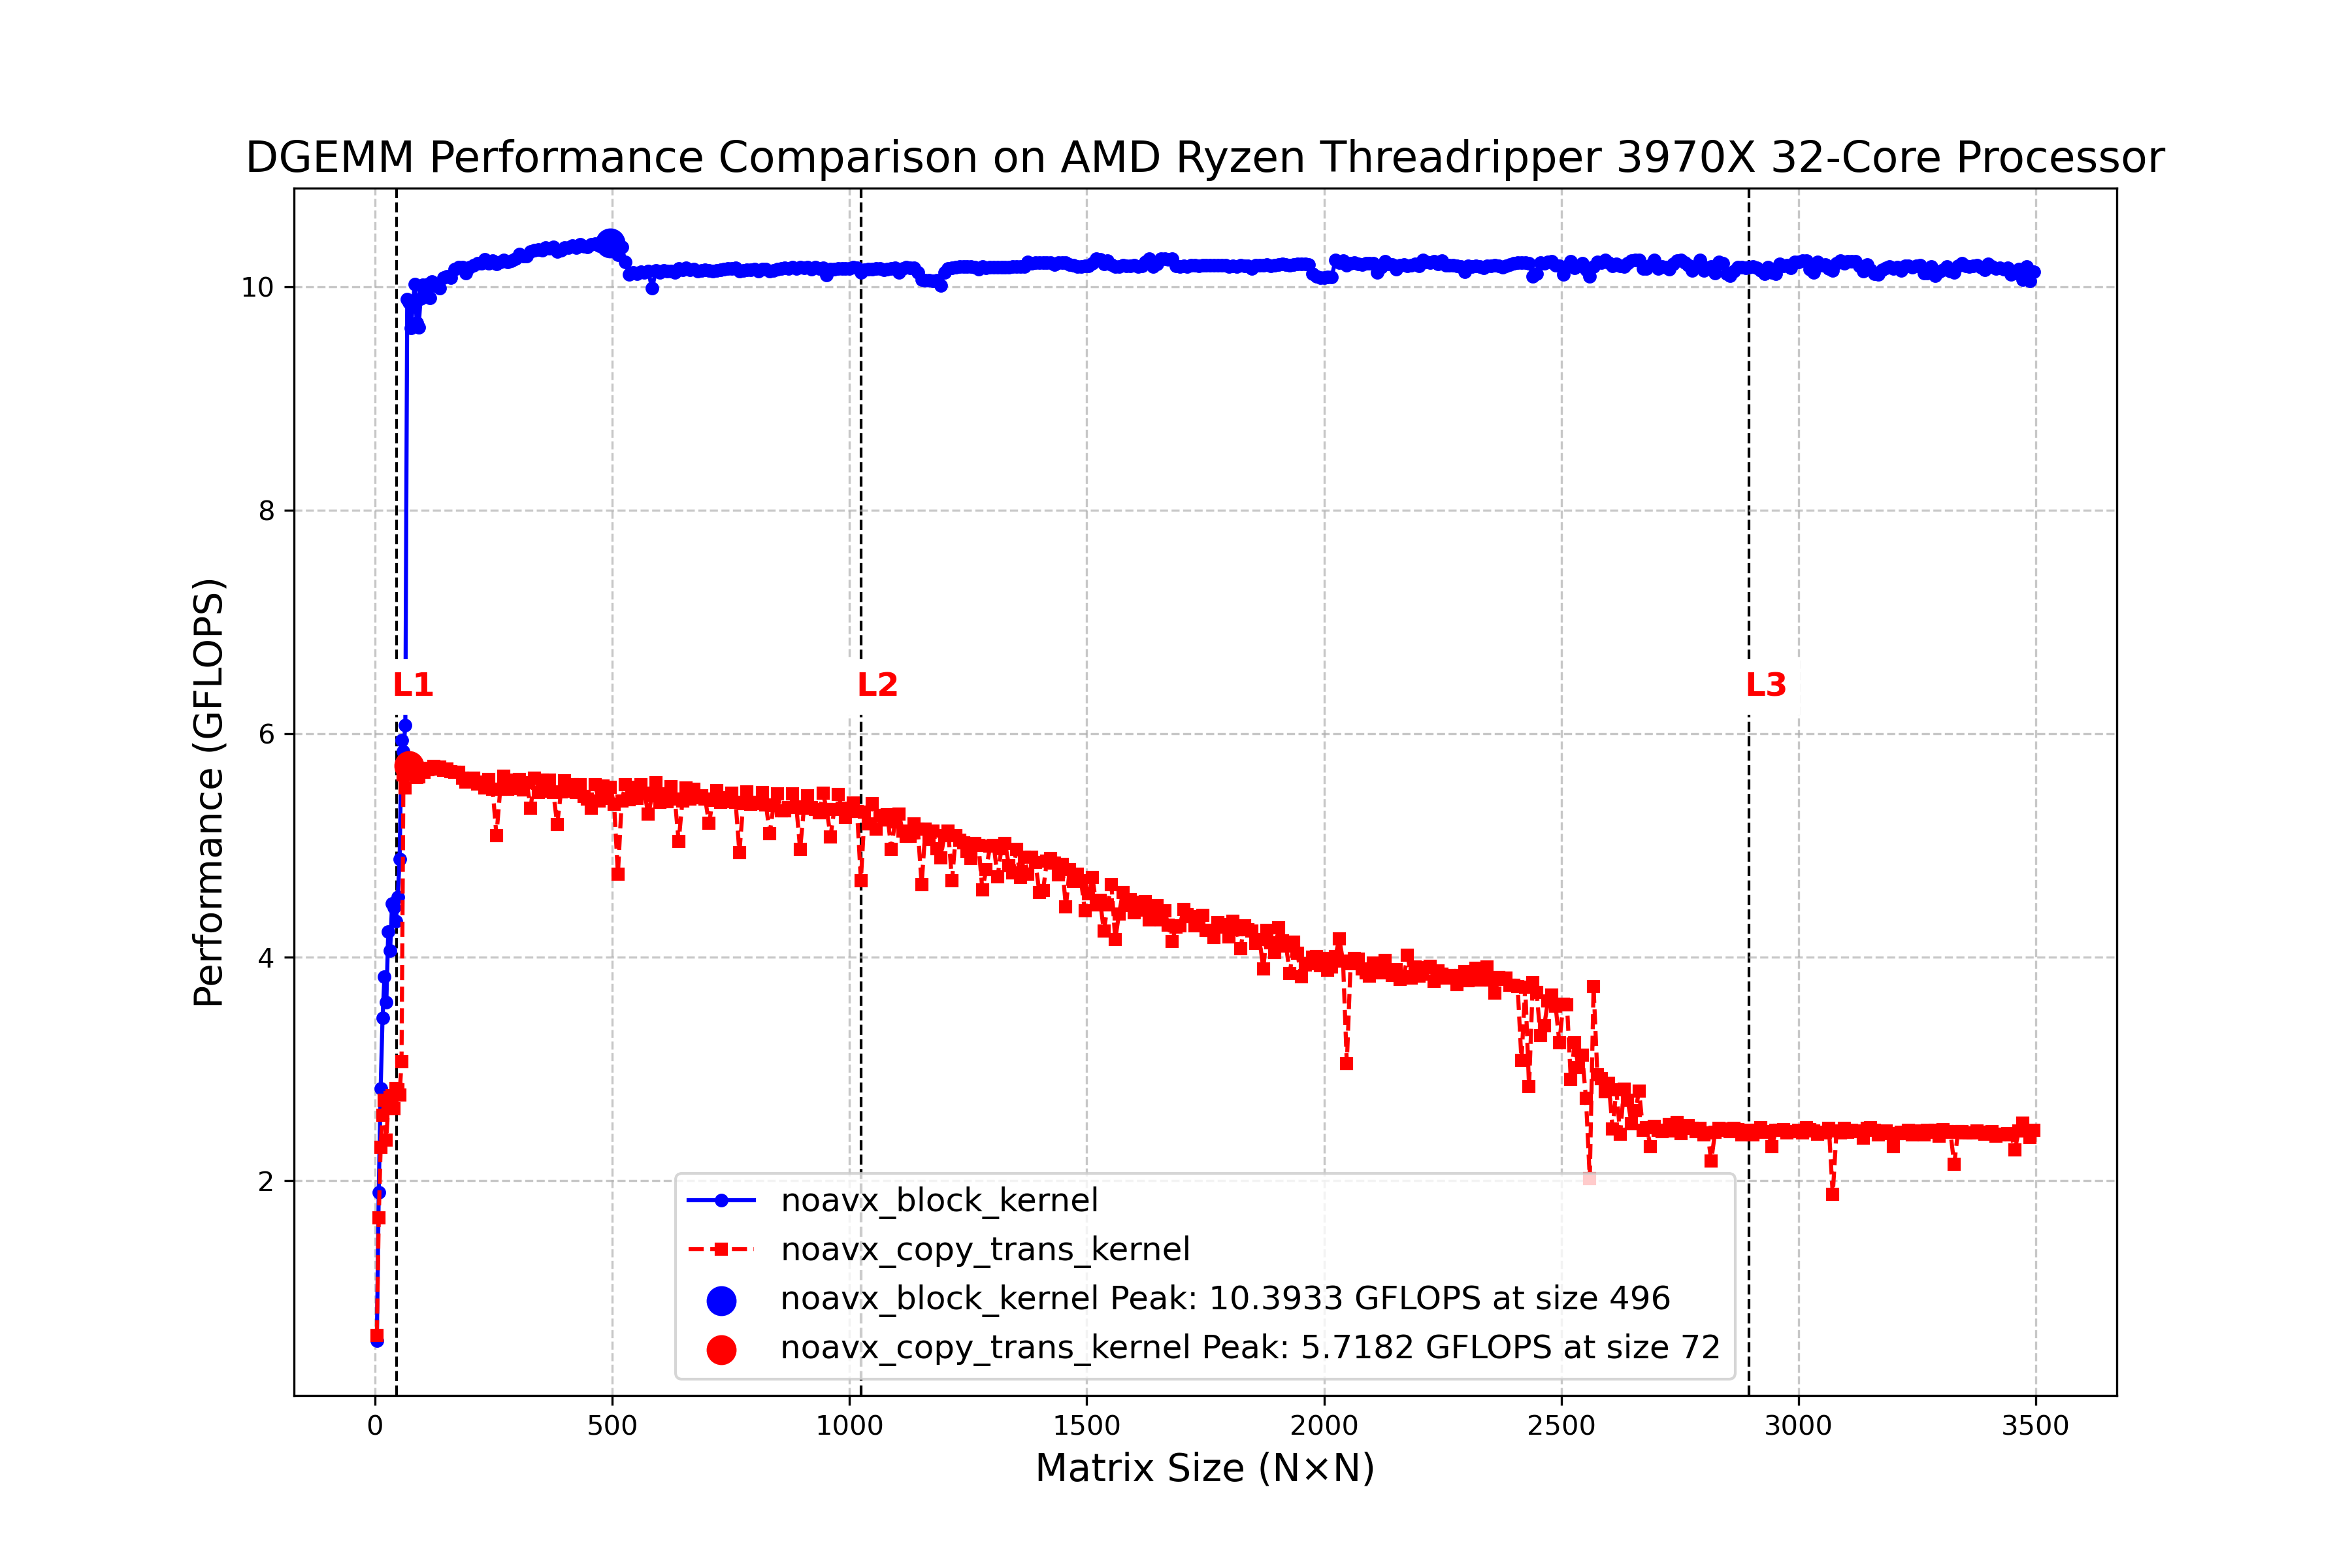 DGEMM Performance Comparison on AMD Ryzen Threadripper 3970X 32-Core Processor
Performance (GFLOPS)
10
8
6
4
2
L1
L2
L3
noavx_block_kernel
noavx_copy_trans_kernel
noavx_block_kernel Peak: 10.3933 GFLOPS at size 496
noavx_copy_trans_kernel Peak: 5.7182 GFLOPS at size 72
0 500 1000 1500 2000 2500 3000 3500
Matrix Size (N×N)